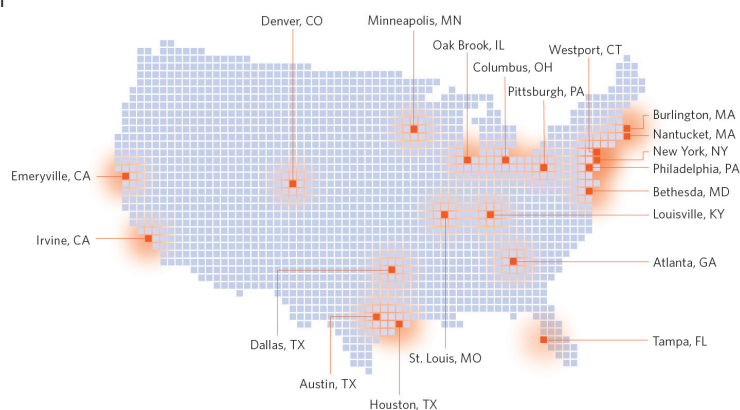 Denver, CO
Minneapolis, MN
Oak Brook, IL
Westport, CT
Columbus, OH
Pittsburgh, PA
Burlington, MA
Nantucket, MA
New York, NY
Philadelphia, PA
Emeryville, CA
Bethesda, MD
Louisville, KY
Irvine, CA
Atlanta, GA
Dallas, TX
Tampa, FL
St. Louis, MO
Austin, TX
Houston, TX